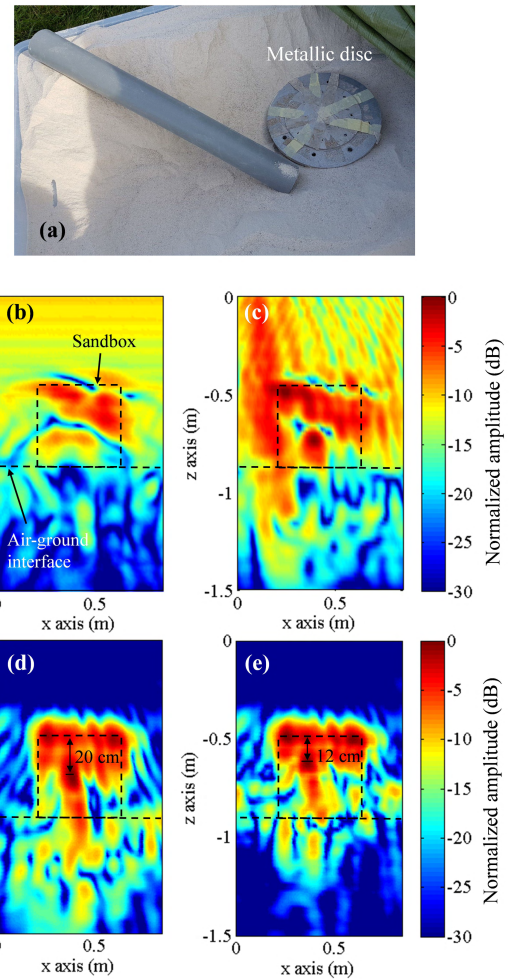 Metallic disc
(a)
(b)
Sandbox
Air-ground
interface
0
0.5
x axis (m)
(c)
0
-0.5
-1
-1.5
z axis (m)
0
0.5
x axis (m)
0
-5
-10
-15
-20
-25
-30
Normalized amplitude (dB)
(d)
20 cm
0
0.5
x axis (m)
(e)
12 cm
0
-0.5
-1
-1.5
z axis (m)
0
0.5
x axis (m)
0
-5
-10
-15
-20
-25
-30
Normalized amplitude (dB)